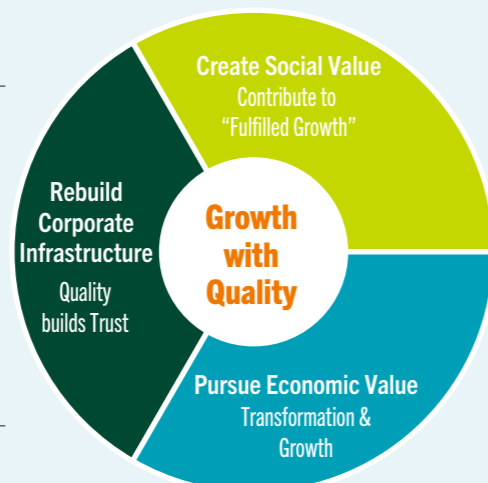 Create Social Value
Contribute to
“Fulfilled Growth”
Rebuild
Corporate
Infrastructure
Quality
builds Trust
Growth
with
Quality
Pursue Economic Value
Transformation &
Growth